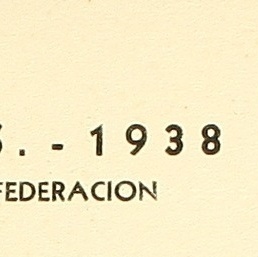 . - 1938
FEDERACION